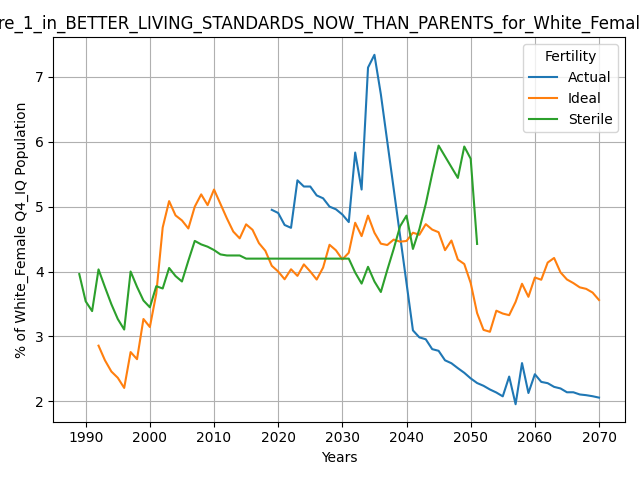 re_1_in_BETTER_LIVING_STANDARDS_NOW_THAN_PARENTS_for_White_Femal
% of White_Female Q4_IQ Population
7
6
5
4
3
2
Fertility
Actual
Ideal
Sterile
1990 2000 2010 2020 2030 2040 2050 2060 2070
Years